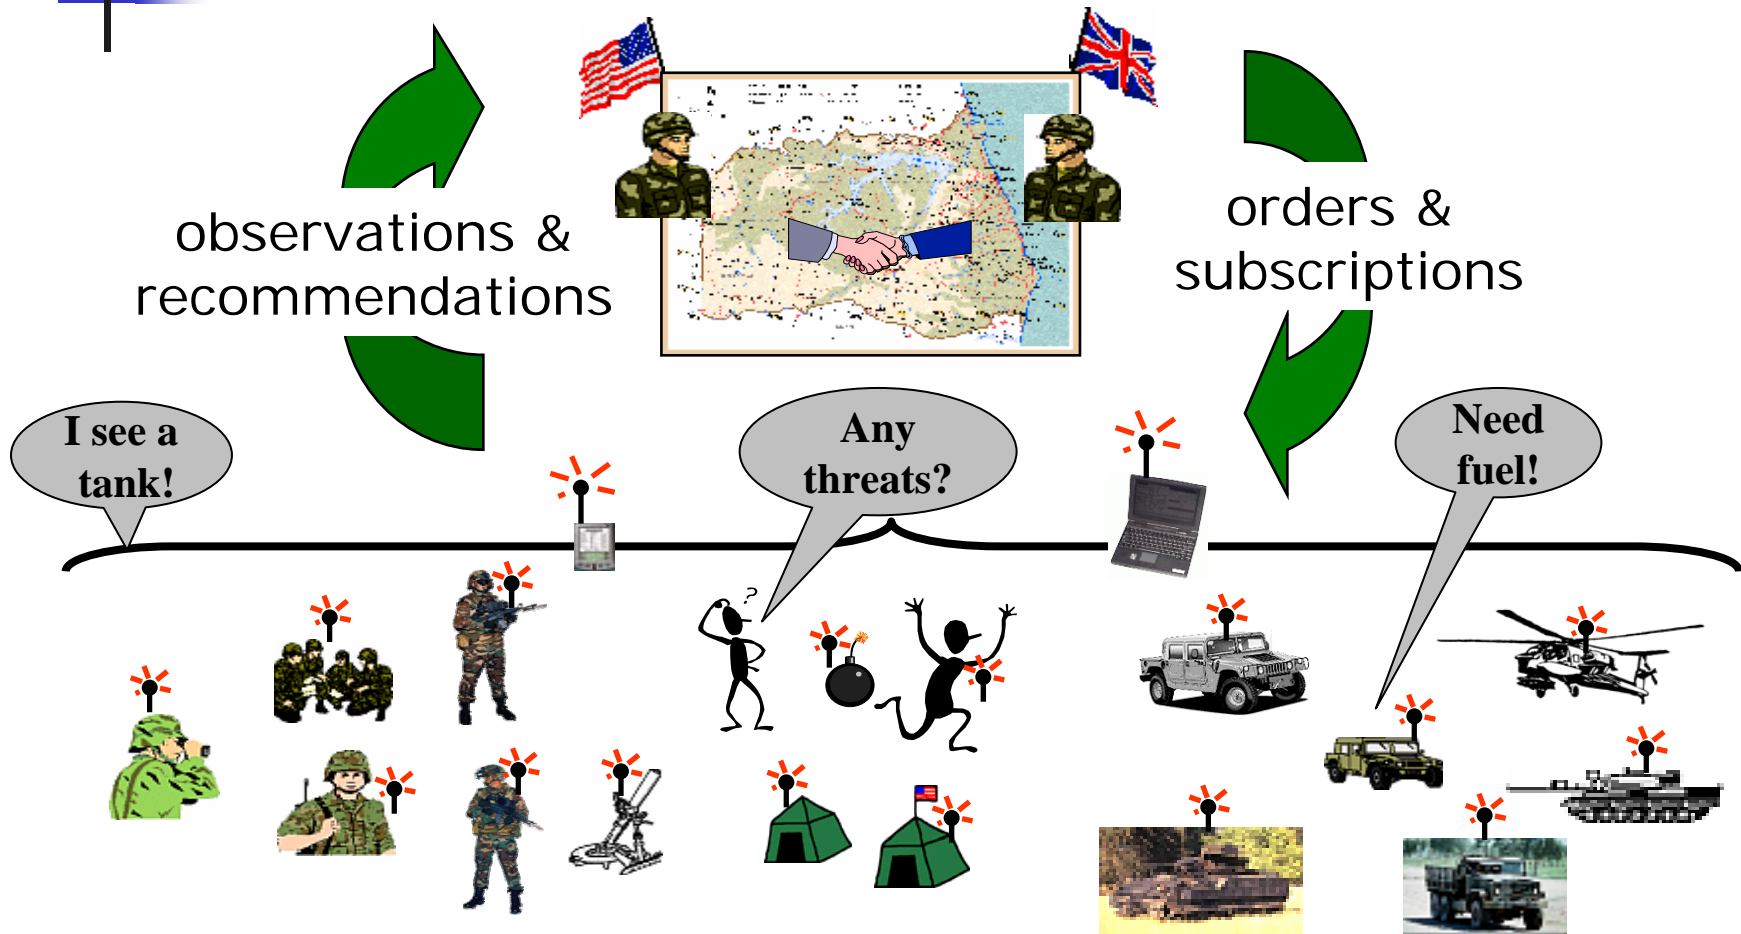 observations &
recommendations
orders &
subscriptions
I see a
tank!
Any
threats?
Need
fuel!
?